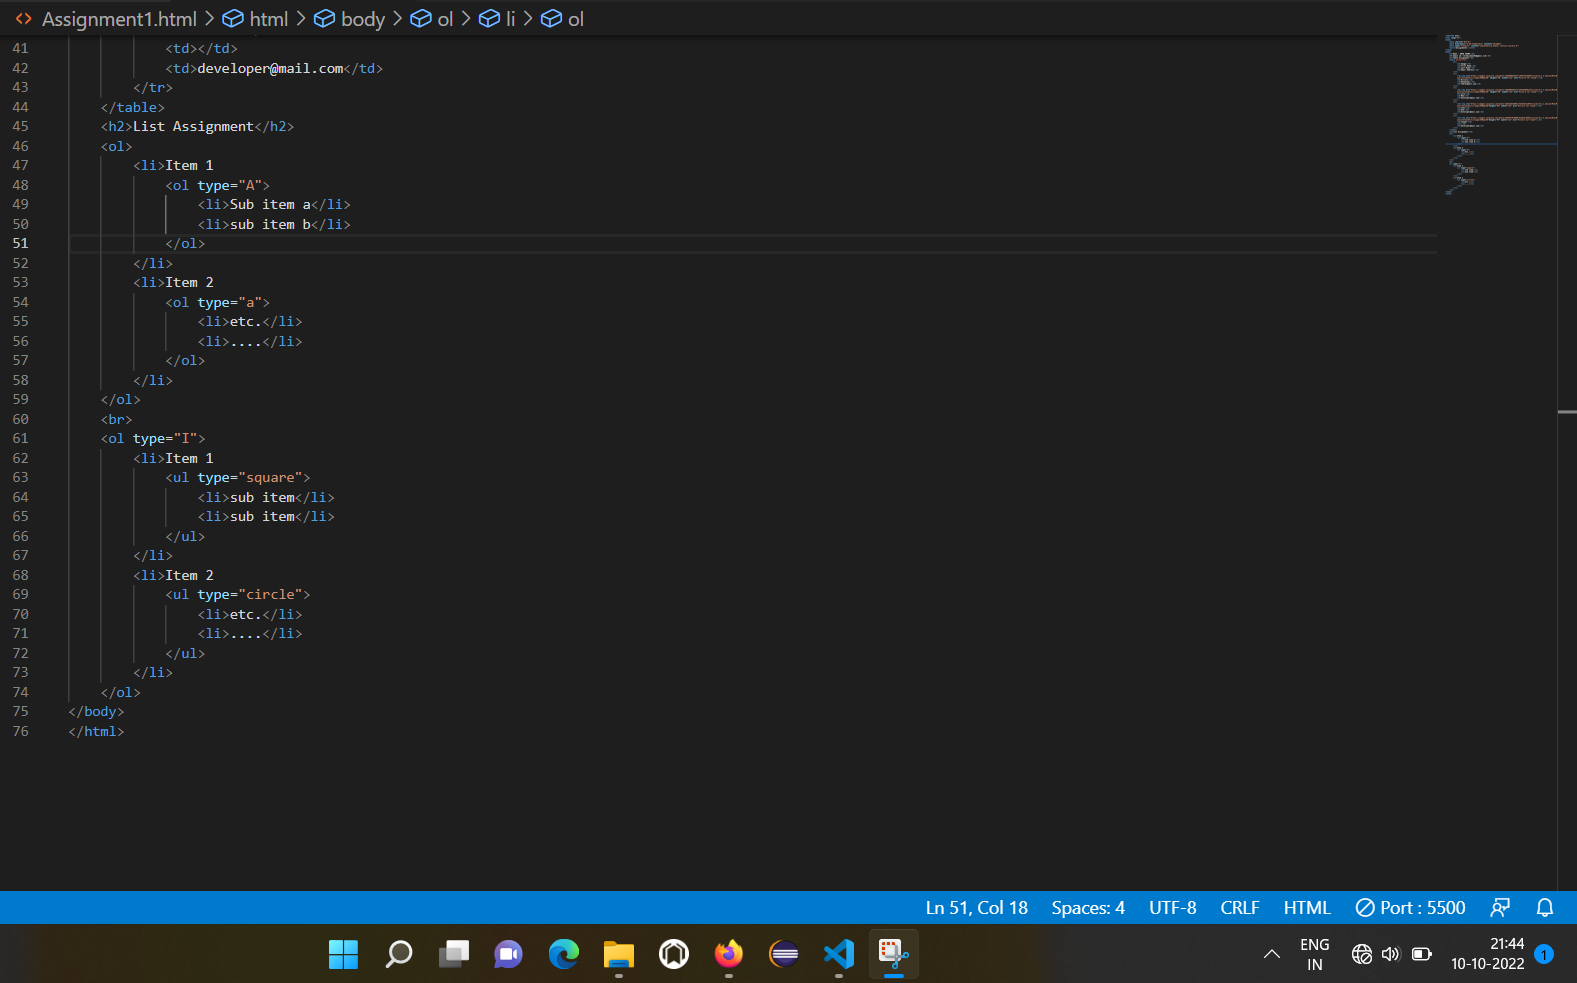 Assignment1.html > html > body > ol > li > ol
41 <td></td>
42 <td>developer@mail.com</td>
43 </tr>
44 </table>
45 <h2>List Assignment</h2>
46 <ol>
47 <li>Item 1
48 <ol type="A">
49 <li>Sub item a</li>
50 <li>sub item b</li>
51 </ol>
52 </li>
53 <li>Item 2
54 <ol type="a">
55 <li>etc.</li>
56 <li>....</li>
57 </ol>
58 </li>
59 </ol>
60 <br>
61 <ol type="I">
62 <li>Item 1
63 <ul type="square">
64 <li>sub item</li>
65 <li>sub item</li>
66 </ul>
67 </li>
68 <li>Item 2
69 <ul type="circle">
70 <li>etc.</li>
71 <li>....</li>
72 </ul>
73 </li>
74 </ol>
75 </body>
76 </html>
Ln 51, Col 18 Spaces: 4 UTF-8 CRLF HTML Port : 5500
ENG
IN
21:44
10-10-2022
1